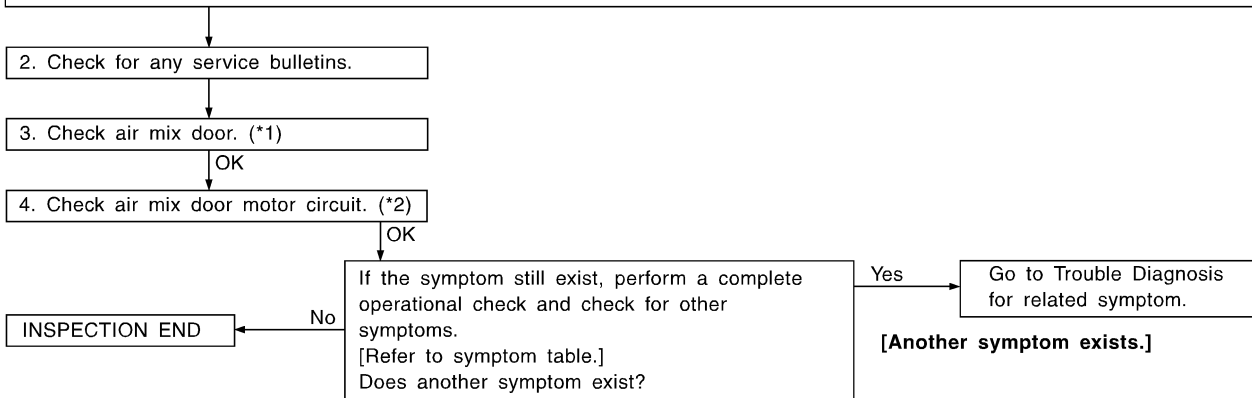 2. Check for any service bulletins.
3. Check air mix door. (*1)
OK
4. Check air mix door motor circuit. (*2)
OK
If the symptom still exist, perform a complete
operational check and check for other
symptoms.
[Refer to symptom table.]
Does another symptom exist?
Yes
Go to Trouble Diagnosis
for related symptom.
[Another symptom exists.]
No
INSPECTION END